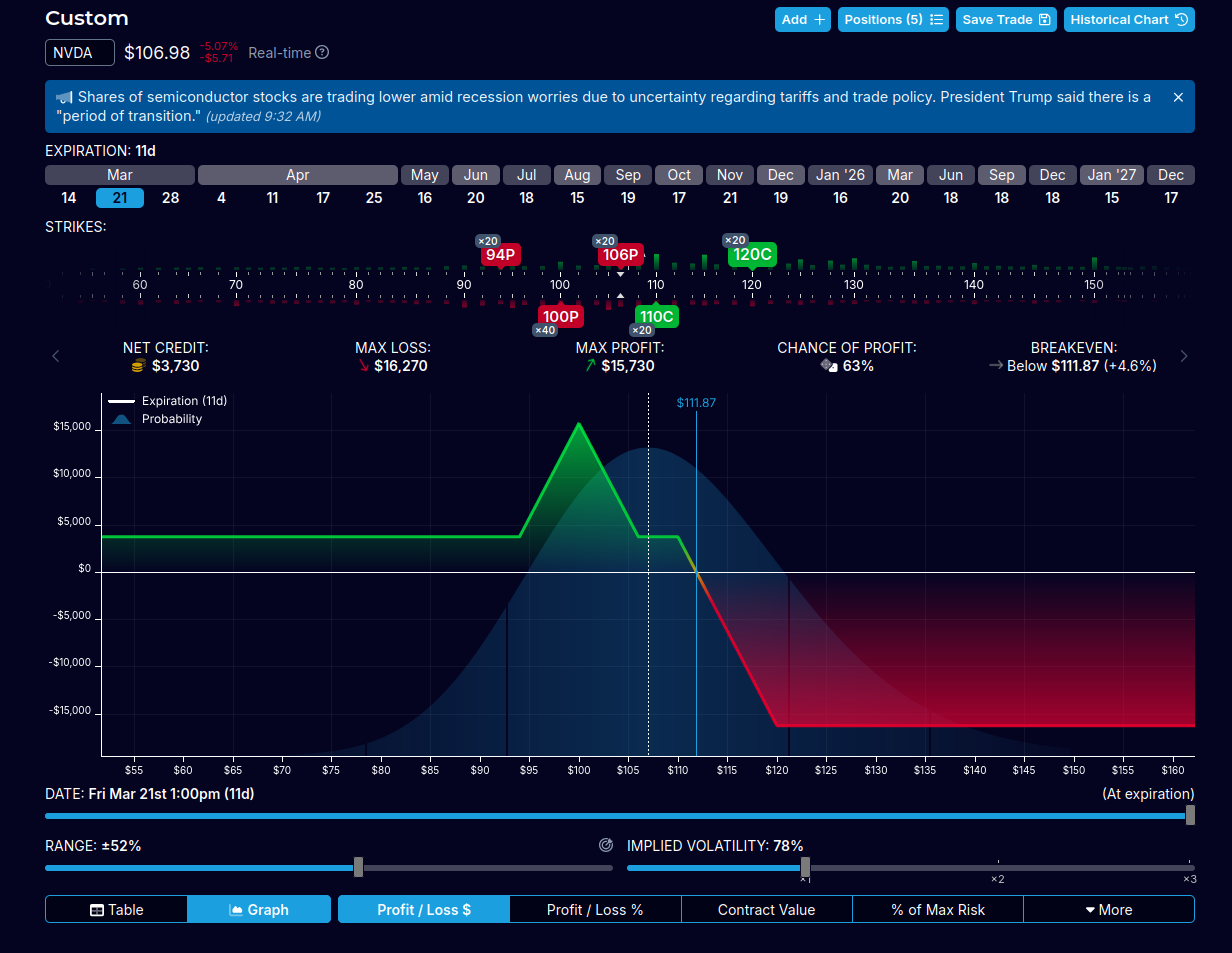 Custom
Add + Positions (5) Save Trade Historical Chart
NVDA $106.98 -5.07% -$5.71 Real-time ?
Shares of semiconductor stocks are trading lower amid recession worries due to uncertainty regarding tariffs and trade policy. President Trump said there is a
"period of transition." (updated 9:32 AM)
EXPIRATION: 11d
Mar Apr May Jun Jul Aug Sep Oct Nov Dec Jan '26 Mar Jun Sep Dec Jan '27 Dec
14 21 28 4 11 17 25 16 20 18 15 19 17 21 19 16 20 18 18 18 15 17
STRIKES:
×20 ×20 ×20
94P 106P 120C
60 70 80 90 100 110 120 130 140 150
100P 110C
×40 ×20
NET CREDIT: MAX LOSS: MAX PROFIT: CHANCE OF PROFIT: BREAKEVEN:
$3,730 $16,270 $15,730 63% Below $111.87 (+4.6%)
Expiration (11d)
Probability
$111.87
$15,000
$10,000
$5,000
$0
-$5,000
-$10,000
-$15,000
$55 $60 $65 $70 $75 $80 $85 $90 $95 $100 $105 $110 $115 $120 $125 $130 $135 $140 $145 $150 $155 $160
DATE: Fri Mar 21st 1:00pm (11d) (At expiration)
RANGE: ±52% IMPLIED VOLATILITY: 78%
×1 ×2 ×3
Table Graph Profit / Loss $ Profit / Loss % Contract Value % of Max Risk More